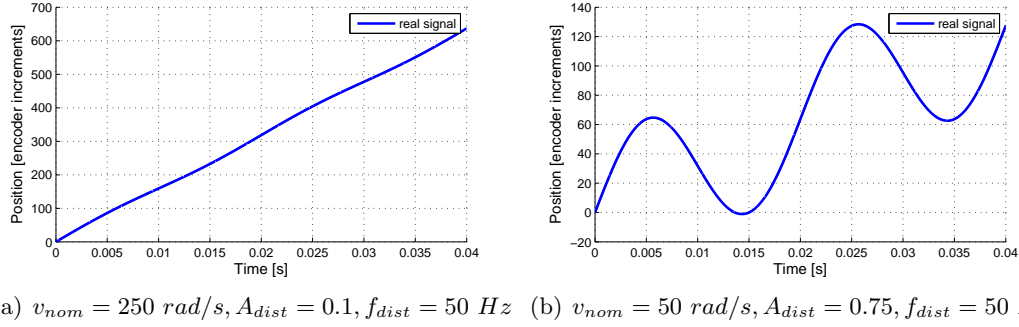 700
600
500
400
300
200
100
0
Position [encoder increments]
real signal
0 0.005 0.01 0.015 0.02 0.025 0.03 0.035 0.04
Time [s]
140
120
100
80
60
40
20
0
−20
Position [encoder increments]
real signal
0 0.005 0.01 0.015 0.02 0.025 0.03 0.035 0.04
Time [s]
a) v_nom = 250 rad/s, A_dist = 0.1, f_dist = 50 Hz
(b) v_nom = 50 rad/s, A_dist = 0.75, f_dist = 50